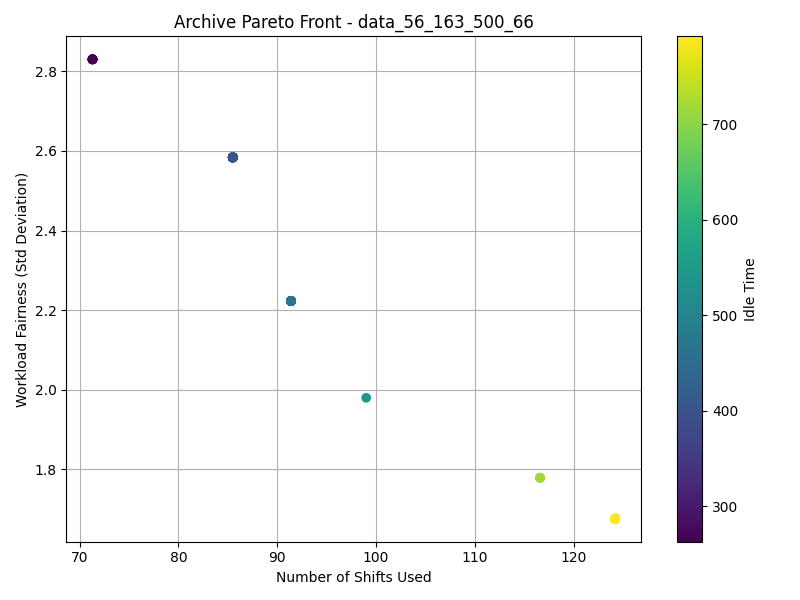 Archive Pareto Front - data_56_163_500_66
Workload Fairness (Std Deviation)
2.8
2.6
2.4
2.2
2.0
1.8
70 80 90 100 110 120
Number of Shifts Used
700
600
500
400
300
Idle Time